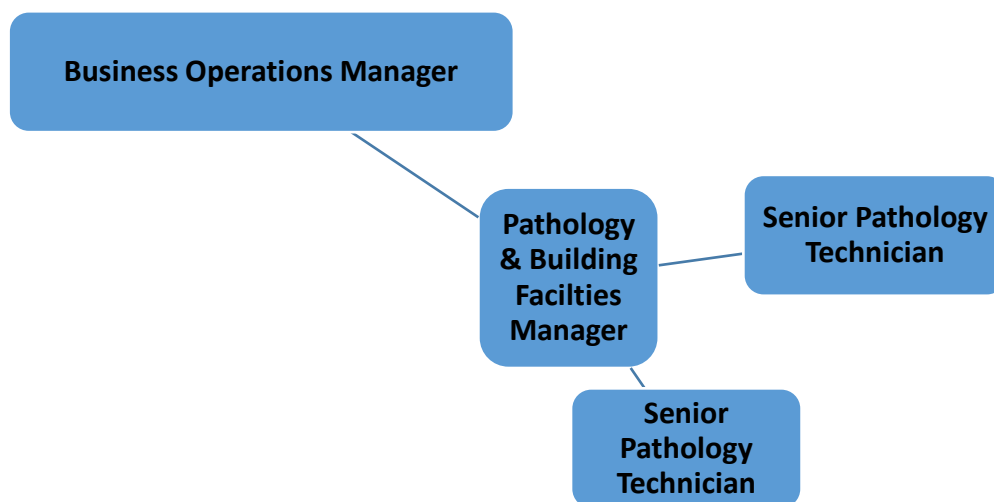 Business Operations Manager
Pathology
& Building
Facilties
Manager
Senior Pathology
Technician
Senior
Pathology
Technician